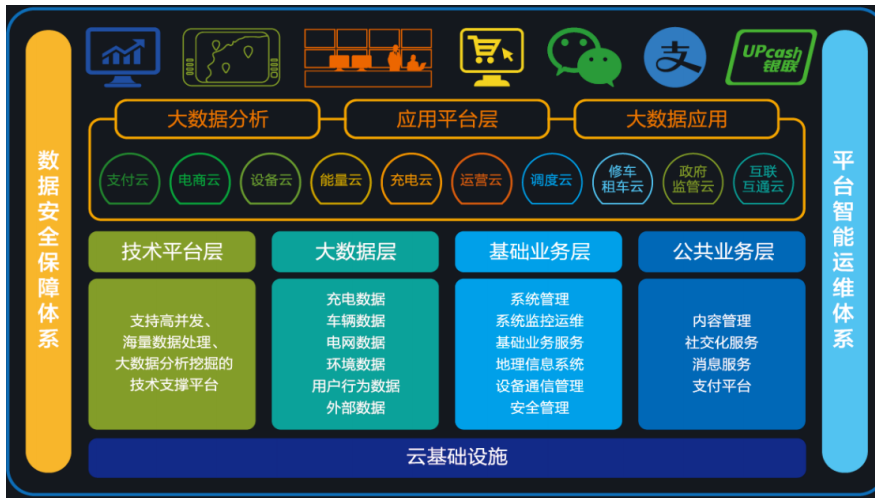 支
UPcash
银联
数据安全保障体系
大数据分析
应用平台层
大数据应用
支付云
电商云
设备云
能量云
充电云
运营云
调度云
修车
租车云
政府
监管云
互联
互通云
平台智能运维体系
技术平台层
支持高并发、
海量数据处理、
大数据分析挖掘的
技术支撑平台
大数据层
充电数据
车辆数据
电网数据
环境数据
用户行为数据
外部数据
基础业务层
系统管理
系统监控运维
基础业务服务
地理信息系统
设备通信管理
安全管理
公共业务层
内容管理
社交化服务
消息服务
支付平台
云基础设施